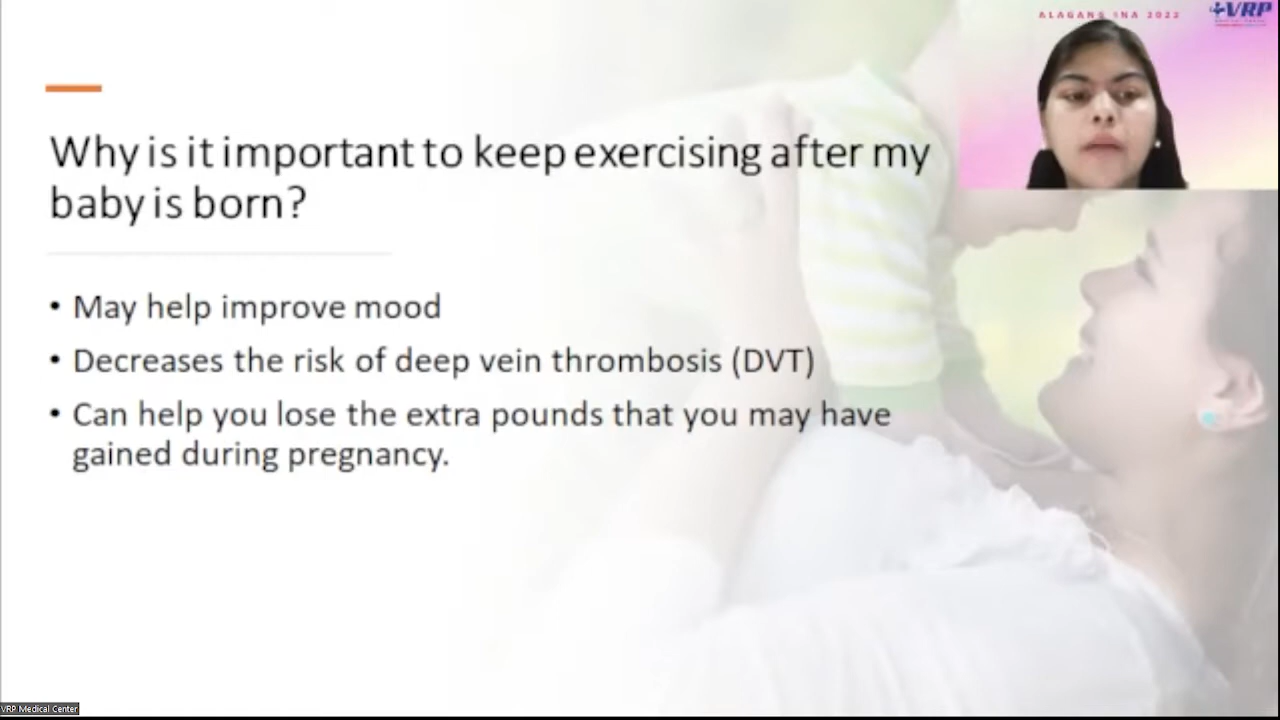 ALAGANG INA 2022
VRP
Why is it important to keep exercising after my
baby is born?
• May help improve mood
• Decreases the risk of deep vein thrombosis (DVT)
• Can help you lose the extra pounds that you may have
gained during pregnancy.
VRP Medical Center